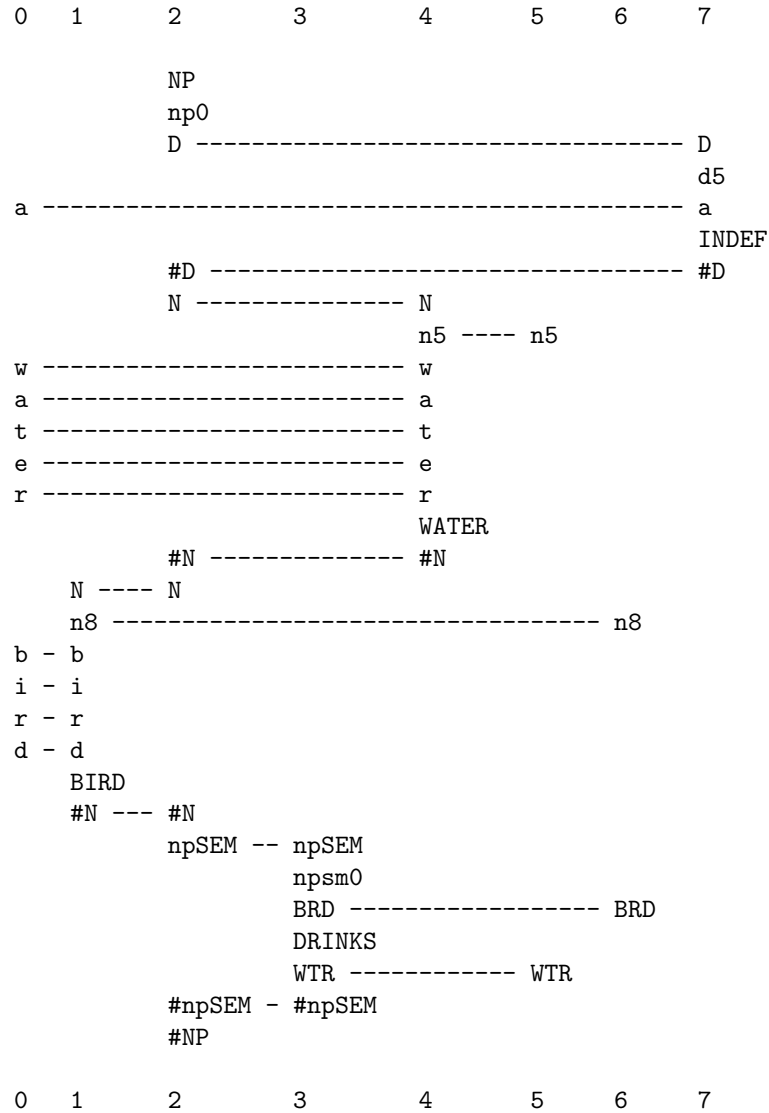 0 1 2 3 4 5 6 7
NP
np0
D ----------------------------------- D
d5
a ---------------------------------------------- a
INDEF
#D ---------------------------------- #D
N --------------- N
n5 ---- n5
w -------------------------- w
a -------------------------- a
t -------------------------- t
e -------------------------- e
r -------------------------- r
WATER
#N -------------- #N
N ---- N
n8 ----------------------------------- n8
b - b
i - i
r - r
d - d
BIRD
#N --- #N
npSEM -- npSEM
npsm0
BRD ------------------ BRD
DRINKS
WTR ------------ WTR
#npSEM - #npSEM
#NP
0 1 2 3 4 5 6 7